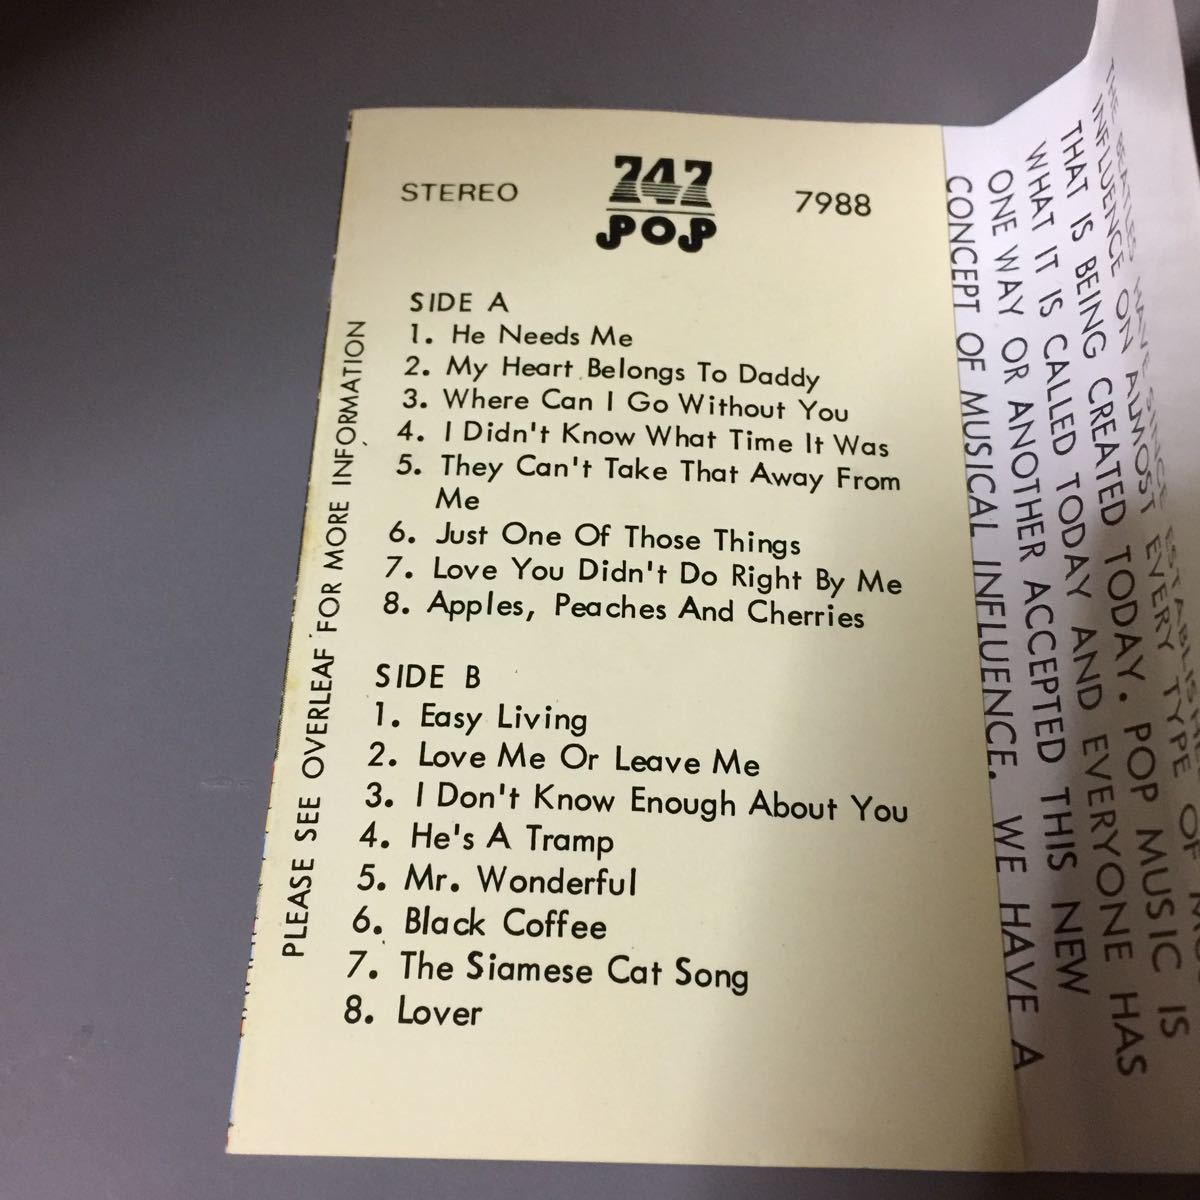 STEREO
747
POP
7988
SIDE A
1. He Needs Me
2. My Heart Belongs To Daddy
3. Where Can I Go Without You
4. I Didn't Know What Time It Was
5. They Can't Take That Away From
Me
6. Just One Of Those Things
7. Love You Didn't Do Right By Me
8. Apples, Peaches And Cherries
SIDE B
1. Easy Living
2. Love Me Or Leave Me
3. I Don't Know Enough About You
4. He's A Tramp
5. Mr. Wonderful
6. Black Coffee
7. The Siamese Cat Song
8. Lover
PLEASE SEE OVERLEAF FOR MORE INFORMATION
THE BEATLES HAVE SINCE
INFLUENCE ON ALMOST EVERY TYPE OF
THAT IS BEING CREATED TODAY. POP MUSIC IS
WHAT IT IS CALLED TODAY AND EVERYONE HAS
ONE WAY OR ANOTHER ACCEPTED THIS NEW
CONCEPT OF MUSICAL INFLUENCE. WE HAVE A